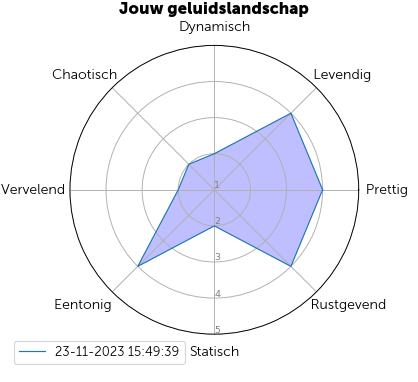 Jouw geluidslandschap
Dynamisch
Chaotisch
Levendig
Vervelend
1
Prettig
2
3
4
Eentonig
Rustgevend
5
23-11-2023 15:49:39
Statisch